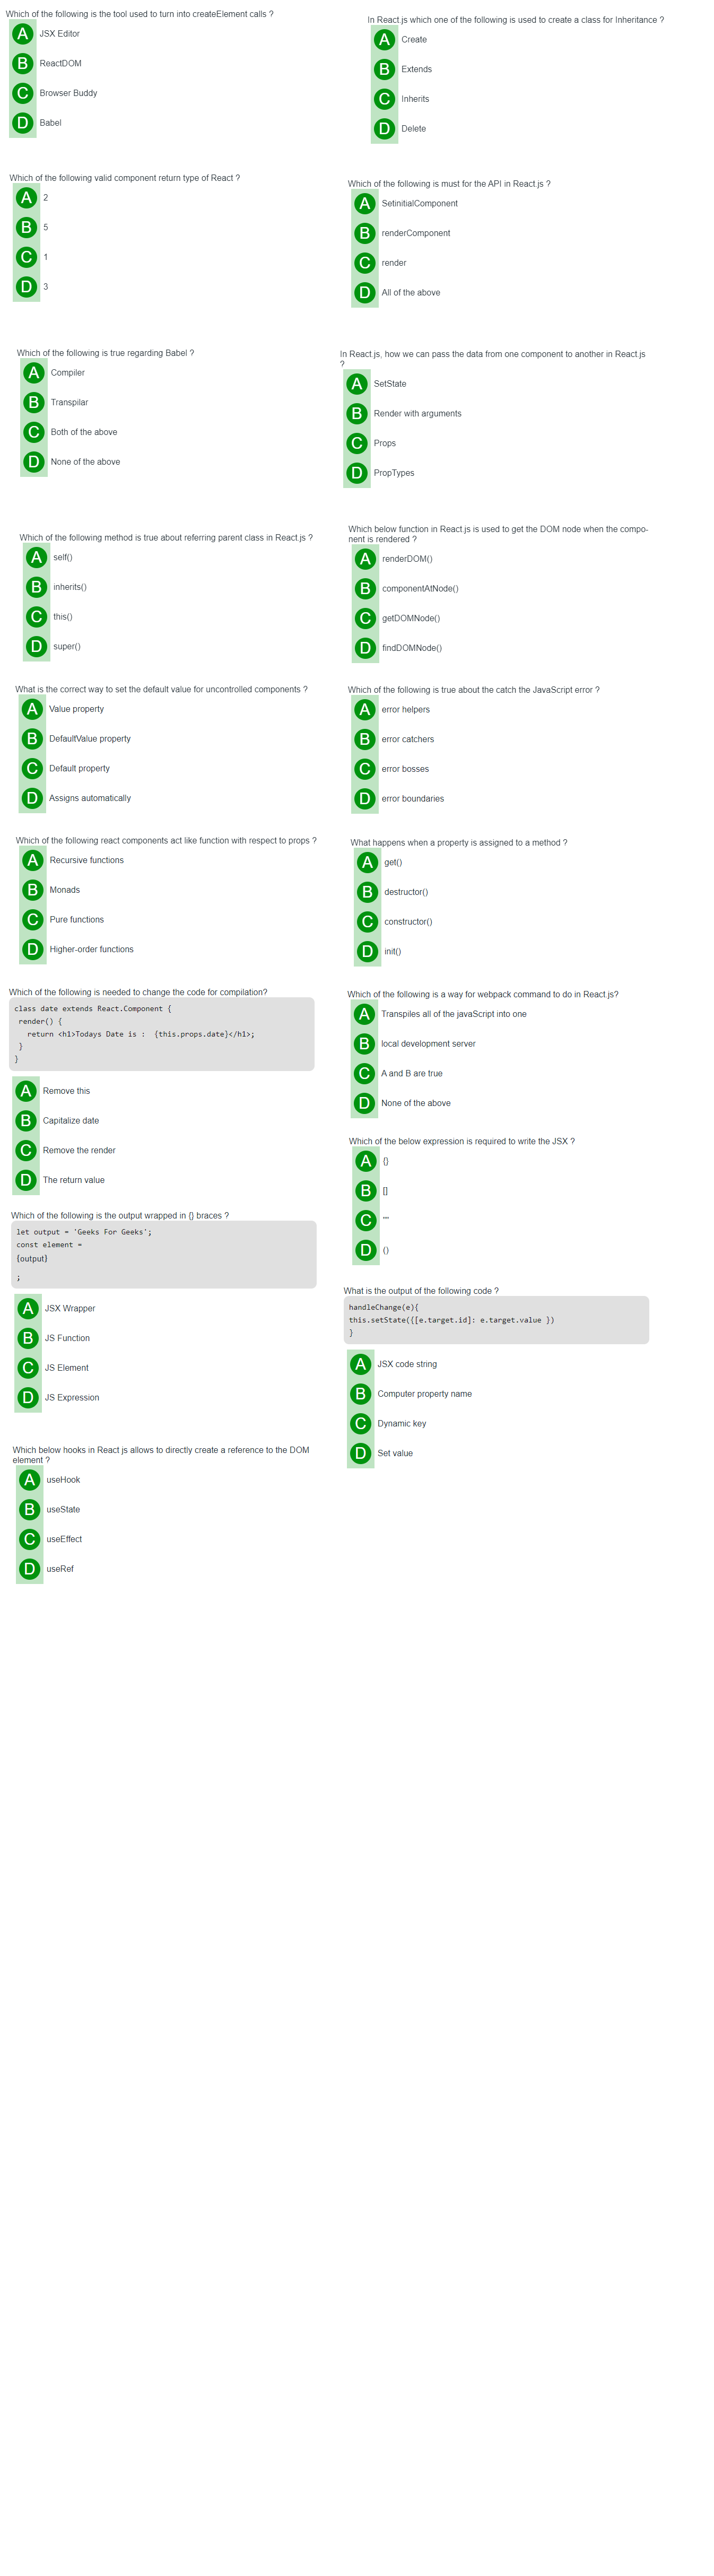 Which of the following is the tool used to turn into createElement calls ?
A JSX Editor
B ReactDOM
C Browser Buddy
D Babel
In React.js which one of the following is used to create a class for Inheritance ?
A Create
B Extends
C Inherits
D Delete
Which of the following valid component return type of React ?
A 2
B 5
C 1
D 3
Which of the following is must for the API in React.js ?
A SetinitialComponent
B renderComponent
C render
D All of the above
Which of the following is true regarding Babel ?
A Compiler
B Transpilar
C Both of the above
D None of the above
In React.js, how we can pass the data from one component to another in React.js
?
A SetState
B Render with arguments
C Props
D PropTypes
Which of the following method is true about referring parent class in React.js ?
A self()
B inherits()
C this()
D super()
Which below function in React.js is used to get the DOM node when the compo-
nent is rendered ?
A renderDOM()
B componentAtNode()
C getDOMNode()
D findDOMNode()
What is the correct way to set the default value for uncontrolled components ?
A Value property
B DefaultValue property
C Default property
D Assigns automatically
Which of the following is true about the catch the JavaScript error ?
A error helpers
B error catchers
C error bosses
D error boundaries
Which of the following react components act like function with respect to props ?
A Recursive functions
B Monads
C Pure functions
D Higher-order functions
What happens when a property is assigned to a method ?
A get()
B destructor()
C constructor()
D init()
Which of the following is needed to change the code for compilation?
class date extends React.Component {
render() {
return <h1>Todays Date is :  {this.props.date}</h1>;
}
}
A Remove this
B Capitalize date
C Remove the render
D The return value
Which of the following is a way for webpack command to do in React.js?
A Transpiles all of the javaScript into one
B local development server
C A and B are true
D None of the above
Which of the below expression is required to write the JSX ?
A {}
B []
C ""
D ()
Which of the following is the output wrapped in {} braces ?
let output = 'Geeks For Geeks';
const element =
{output}
;
A JSX Wrapper
B JS Function
C JS Element
D JS Expression
What is the output of the following code ?
handleChange(e){
this.setState({[e.target.id]: e.target.value })
}
A JSX code string
B Computer property name
C Dynamic key
D Set value
Which below hooks in React js allows to directly create a reference to the DOM
element ?
A useHook
B useState
C useEffect
D useRef